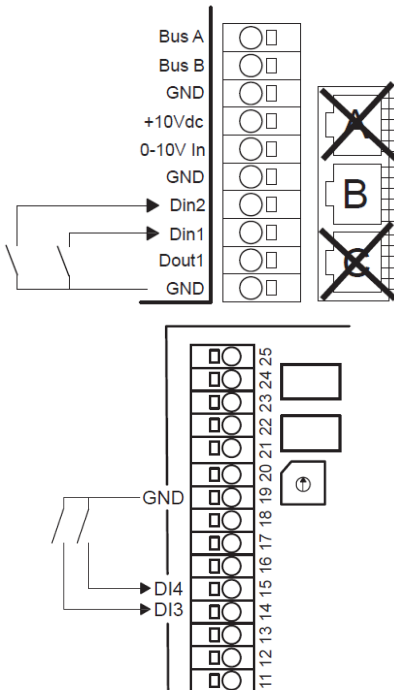 Bus A
Bus B
GND
+10Vdc
0-10V In
GND
Din2
Din1
Dout1
GND
A
B
C
25
24
23
22
21
20
GND 19
18
17
16
DI4 15
DI3 14
13
12
11